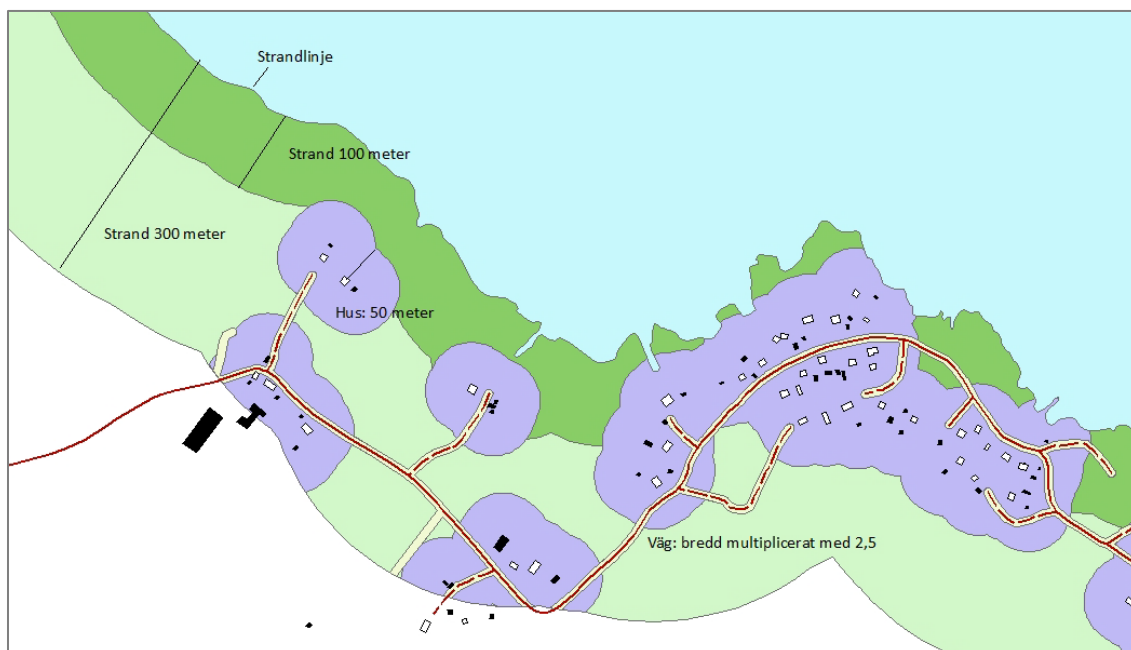 Strandlinje
Strand 100 meter
Strand 300 meter
Hus: 50 meter
Väg: bredd multiplicerat med 2,5